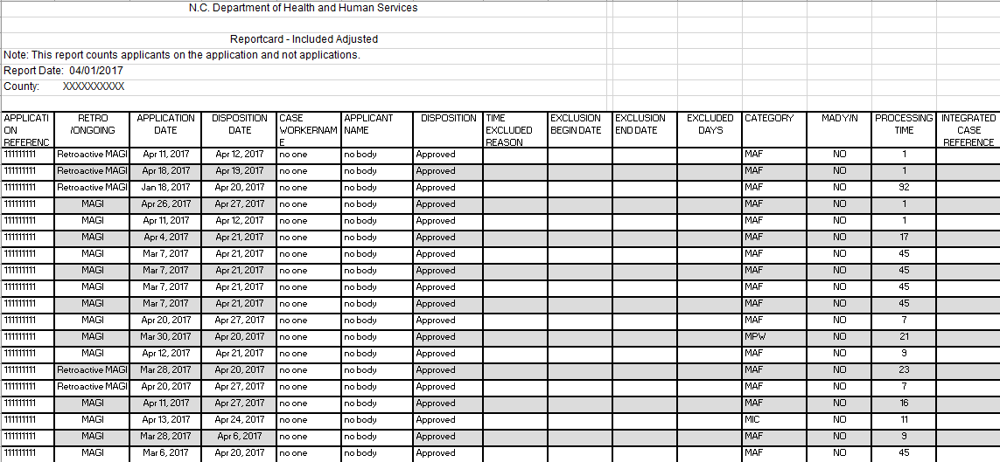 N.C. Department of Health and Human Services
Reportcard - Included Adjusted
Note: This report counts applicants on the application and not applications.
Report Date: 04/01/2017
County: XXXXXXXXXX
APPLICATI ON REFERENC RETRO /ONGOING APPLICATION DATE DISPOSITION DATE CASE WORKERNAM E APPLICANT NAME DISPOSITION TIME EXCLUDED REASON EXCLUSION BEGIN DATE EXCLUSION END DATE EXCLUDED DAYS CATEGORY MAD Y/N PROCESSING TIME INTEGRATED CASE REFERENCE
111111111 Retroactive MAGI Apr 11, 2017 Apr 12, 2017 no one no body Approved MAF NO 1
111111111 Retroactive MAGI Apr 18, 2017 Apr 19, 2017 no one no body Approved MAF NO 1
111111111 Retroactive MAGI Jan 18, 2017 Apr 20, 2017 no one no body Approved MAF NO 92
111111111 MAGI Apr 26, 2017 Apr 27, 2017 no one no body Approved MAF NO 1
111111111 MAGI Apr 11, 2017 Apr 12, 2017 no one no body Approved MAF NO 1
111111111 MAGI Apr 4, 2017 Apr 21, 2017 no one no body Approved MAF NO 17
111111111 MAGI Mar 7, 2017 Apr 21, 2017 no one no body Approved MAF NO 45
111111111 MAGI Mar 7, 2017 Apr 21, 2017 no one no body Approved MAF NO 45
111111111 MAGI Mar 7, 2017 Apr 21, 2017 no one no body Approved MAF NO 45
111111111 MAGI Mar 7, 2017 Apr 21, 2017 no one no body Approved MAF NO 45
111111111 MAGI Apr 20, 2017 Apr 27, 2017 no one no body Approved MAF NO 7
111111111 MAGI Mar 30, 2017 Apr 20, 2017 no one no body Approved MPW NO 21
111111111 MAGI Apr 12, 2017 Apr 21, 2017 no one no body Approved MAF NO 9
111111111 Retroactive MAGI Mar 28, 2017 Apr 20, 2017 no one no body Approved MAF NO 23
111111111 Retroactive MAGI Apr 20, 2017 Apr 27, 2017 no one no body Approved MAF NO 7
111111111 MAGI Apr 11, 2017 Apr 27, 2017 no one no body Approved MAF NO 16
111111111 MAGI Apr 13, 2017 Apr 24, 2017 no one no body Approved MIC NO 11
111111111 MAGI Mar 28, 2017 Apr 6, 2017 no one no body Approved MAF NO 9
111111111 MAGI Mar 6, 2017 Apr 20, 2017 no one no body Approved MAF NO 45